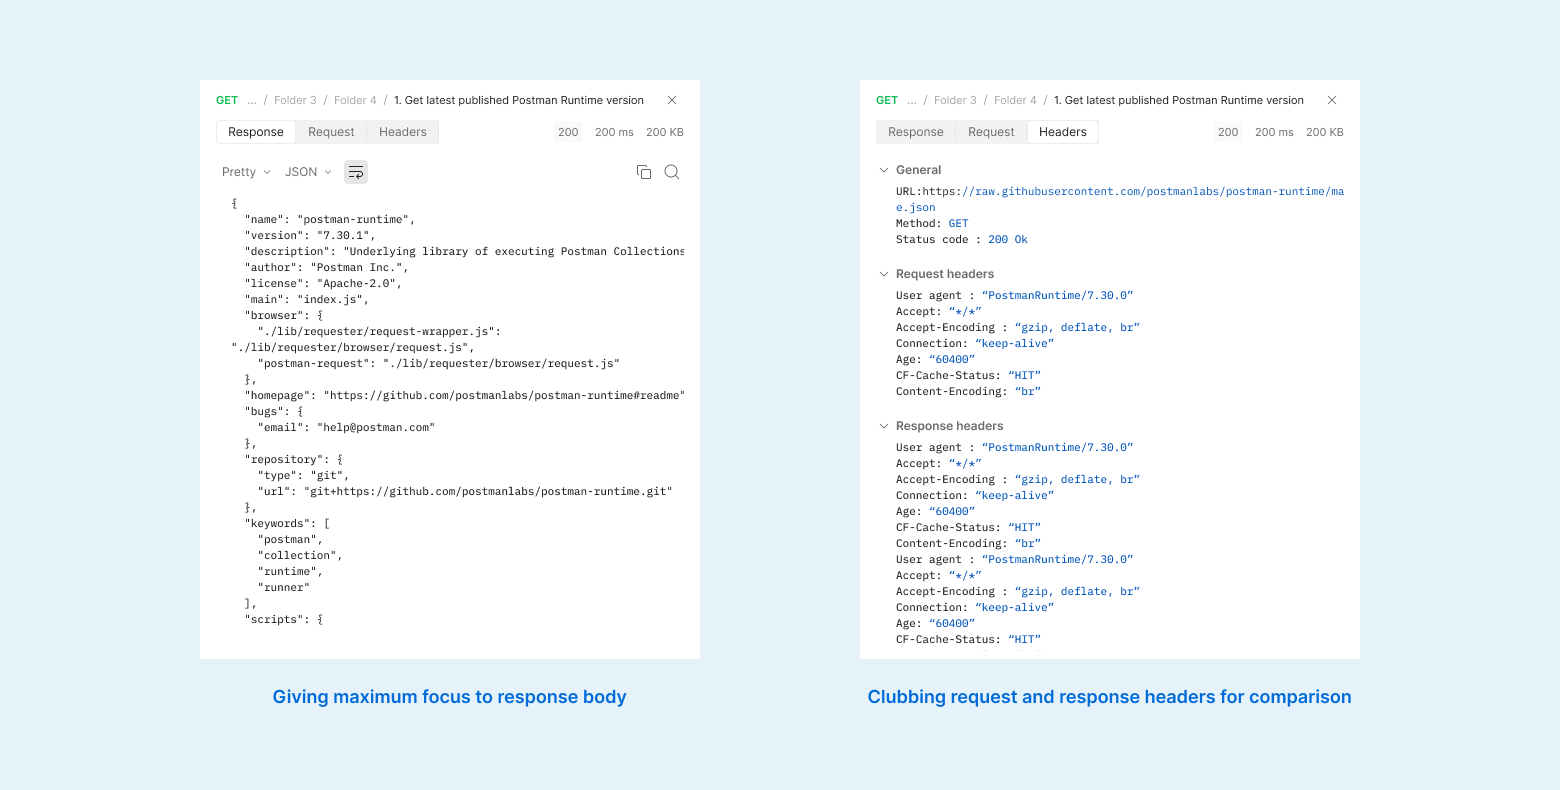 GET ... / Folder 3 / Folder 4 / 1. Get latest published Postman Runtime version
Response Request Headers 200 200 ms 200 KB
Pretty JSON
{
"name": "postman-runtime",
"version": "7.30.1",
"description": "Underlying library of executing Postman Collections
"author": "Postman Inc.",
"license": "Apache-2.0",
"main": "index.js",
"browser": {
"./lib/requester/request-wrapper.js":
"./lib/requester/browser/request.js",
"postman-request": "./lib/requester/browser/request.js"
},
"homepage": "https://github.com/postmanlabs/postman-runtime#readme"
"bugs": {
"email": "help@postman.com"
},
"repository": {
"type": "git",
"url": "git+https://github.com/postmanlabs/postman-runtime.git"
},
"keywords": [
"postman",
"collection",
"runtime",
"runner"
],
"scripts": {
Giving maximum focus to response body
GET ... / Folder 3 / Folder 4 / 1. Get latest published Postman Runtime version
Response Request Headers 200 200 ms 200 KB
General
URL:https://raw.githubusercontent.com/postmanlabs/postman-runtime/ma
e.json
Method: GET
Status code : 200 Ok
Request headers
User agent : “PostmanRuntime/7.30.0”
Accept: “*/*”
Accept-Encoding : “gzip, deflate, br”
Connection: “keep-alive”
Age: “60400”
CF-Cache-Status: “HIT”
Content-Encoding: “br”
Response headers
User agent : “PostmanRuntime/7.30.0”
Accept: “*/*”
Accept-Encoding : “gzip, deflate, br”
Connection: “keep-alive”
Age: “60400”
CF-Cache-Status: “HIT”
Content-Encoding: “br”
User agent : “PostmanRuntime/7.30.0”
Accept: “*/*”
Accept-Encoding : “gzip, deflate, br”
Connection: “keep-alive”
Age: “60400”
CF-Cache-Status: “HIT”
Clubbing request and response headers for comparison